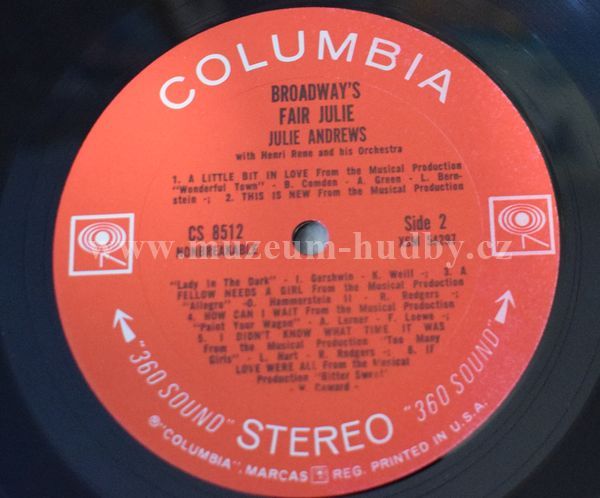 COLUMBIA
BROADWAY'S
FAIR JULIE
JULIE ANDREWS
with Henri Rene and his Orchestra
1. A LITTLE BIT IN LOVE From the Musical Production
"Wonderful Town" - B. Comden - A. Green - L. Bern-
stein -; 2. THIS IS NEW From the Musical Production
CS 8512
Side 2
NONBREAKABLE
XSM 54297
www.muzeum-hudby.cz
"Lady in The Dark" - I. Gershwin - K. Weill -; 3. A
FELLOW NEEDS A GIRL From the Musical Production
"Allegro" -O. Hammerstein II - R. Rodgers -;
4. HOW CAN I WAIT From the Musical Production
"Paint Your Wagon" - A. Lerner - F. Loewe -;
5. I DIDN'T KNOW WHAT TIME IT WAS
From the Musical Production "Too Many
Girls" - L. Hart - R. Rodgers -; 6. IF
LOVE WERE ALL From the Musical
Production "Bitter Sweet"
- N. Coward -
"360 SOUND" STEREO "360 SOUND"
® "COLUMBIA", MARCAS REG. PRINTED IN U.S.A.